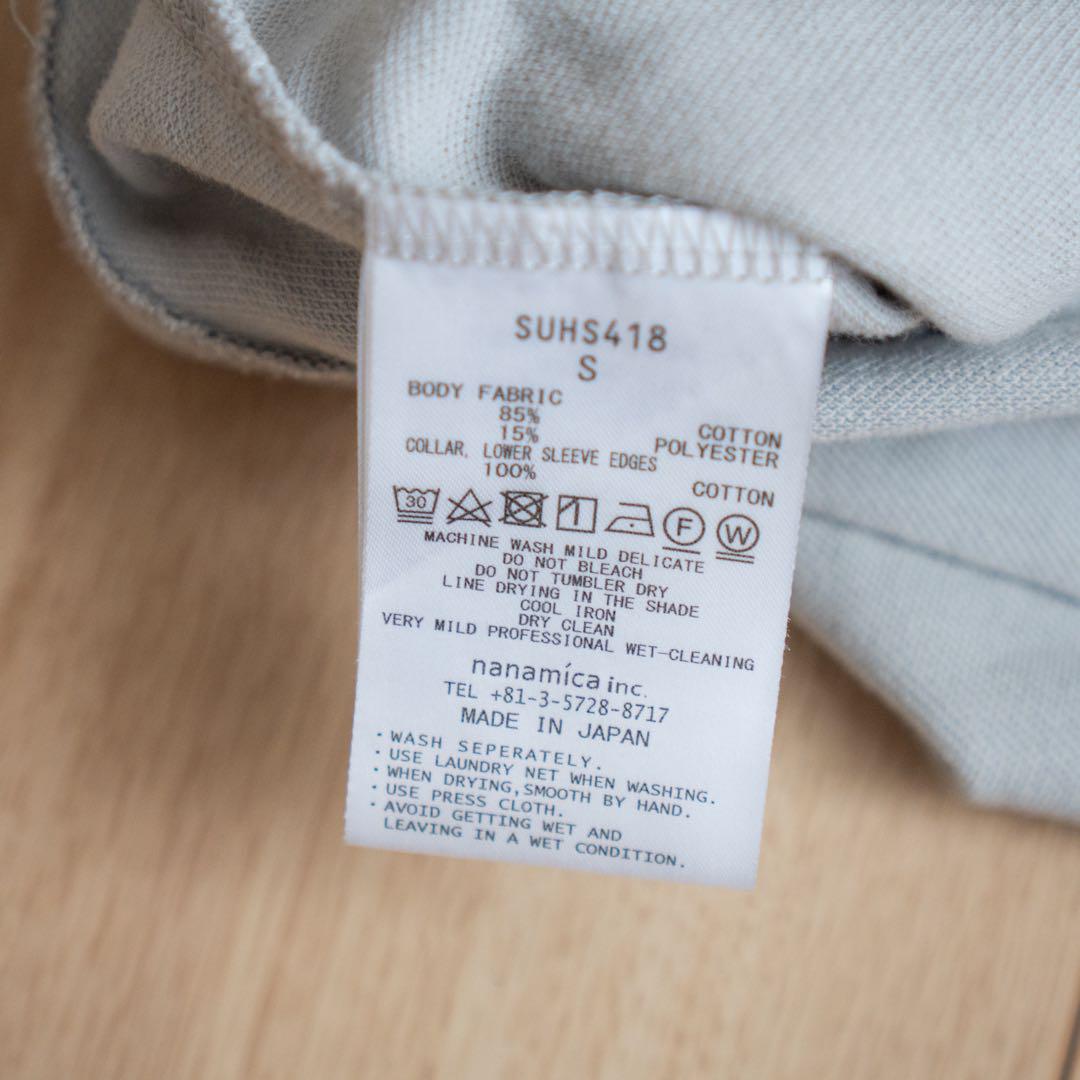 SUHS418
S
BODY FABRIC
85% COTTON
15% POLYESTER
COLLAR, LOWER SLEEVE EDGES
100% COTTON
30 F W
MACHINE WASH MILD DELICATE
DO NOT BLEACH
DO NOT TUMBLER DRY
LINE DRYING IN THE SHADE
COOL IRON
DRY CLEAN
VERY MILD PROFESSIONAL WET-CLEANING
nanamíca inc.
TEL +81-3-5728-8717
MADE IN JAPAN
・WASH SEPERATELY.
・USE LAUNDRY NET WHEN WASHING.
・WHEN DRYING,SMOOTH BY HAND.
・USE PRESS CLOTH.
・AVOID GETTING WET AND
LEAVING IN A WET CONDITION.